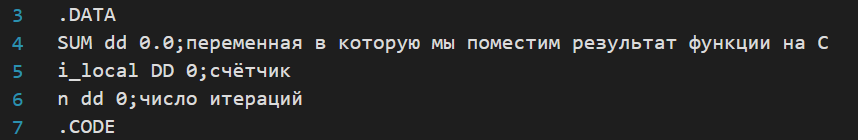 3 .DATA
4 SUM dd 0.0;переменная в которую мы поместим результат функции на С
5 i_local DD 0;счётчик
6 n dd 0;число итераций
7 .CODE